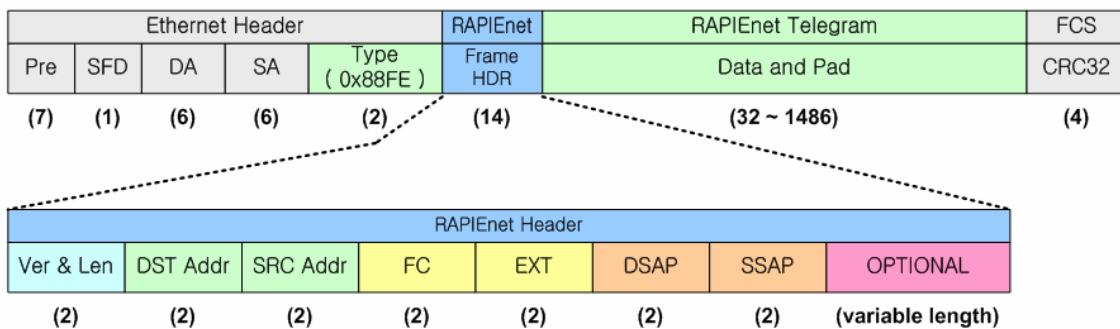 Ethernet Header RAPIEnet RAPIEnet Telegram FCS
Pre SFD DA SA Type ( 0x88FE ) Frame HDR Data and Pad CRC32
(7) (1) (6) (6) (2) (14) (32 ~ 1486) (4)
RAPIEnet Header
Ver & Len DST Addr SRC Addr FC EXT DSAP SSAP OPTIONAL
(2) (2) (2) (2) (2) (2) (2) (variable length)